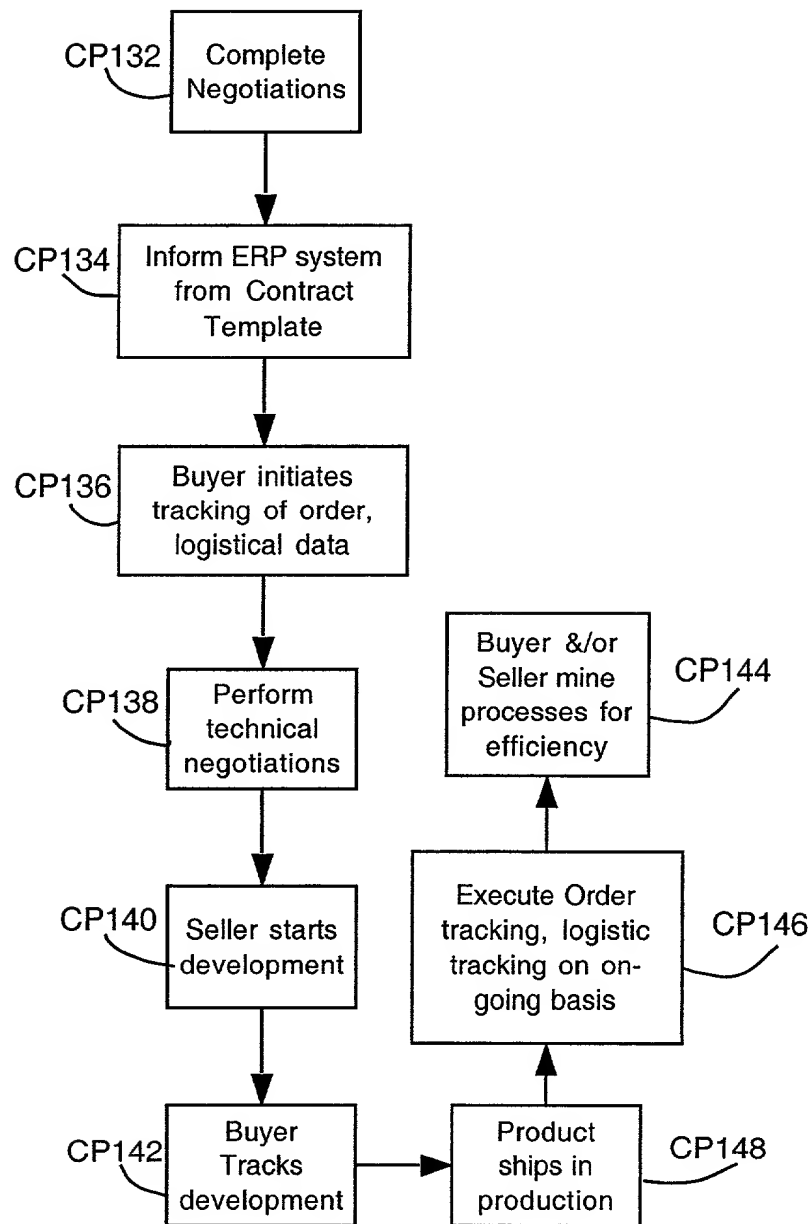 CP132
Complete
Negotiations
CP134
Inform ERP system
from Contract
Template
CP136
Buyer initiates
tracking of order,
logistical data
CP138
Perform
technical
negotiations
CP140
Seller starts
development
CP142
Buyer
Tracks
development
Product
ships in
production
CP148
Execute Order
tracking, logistic
tracking on on-
going basis
CP146
Buyer &/or
Seller mine
processes for
efficiency
CP144